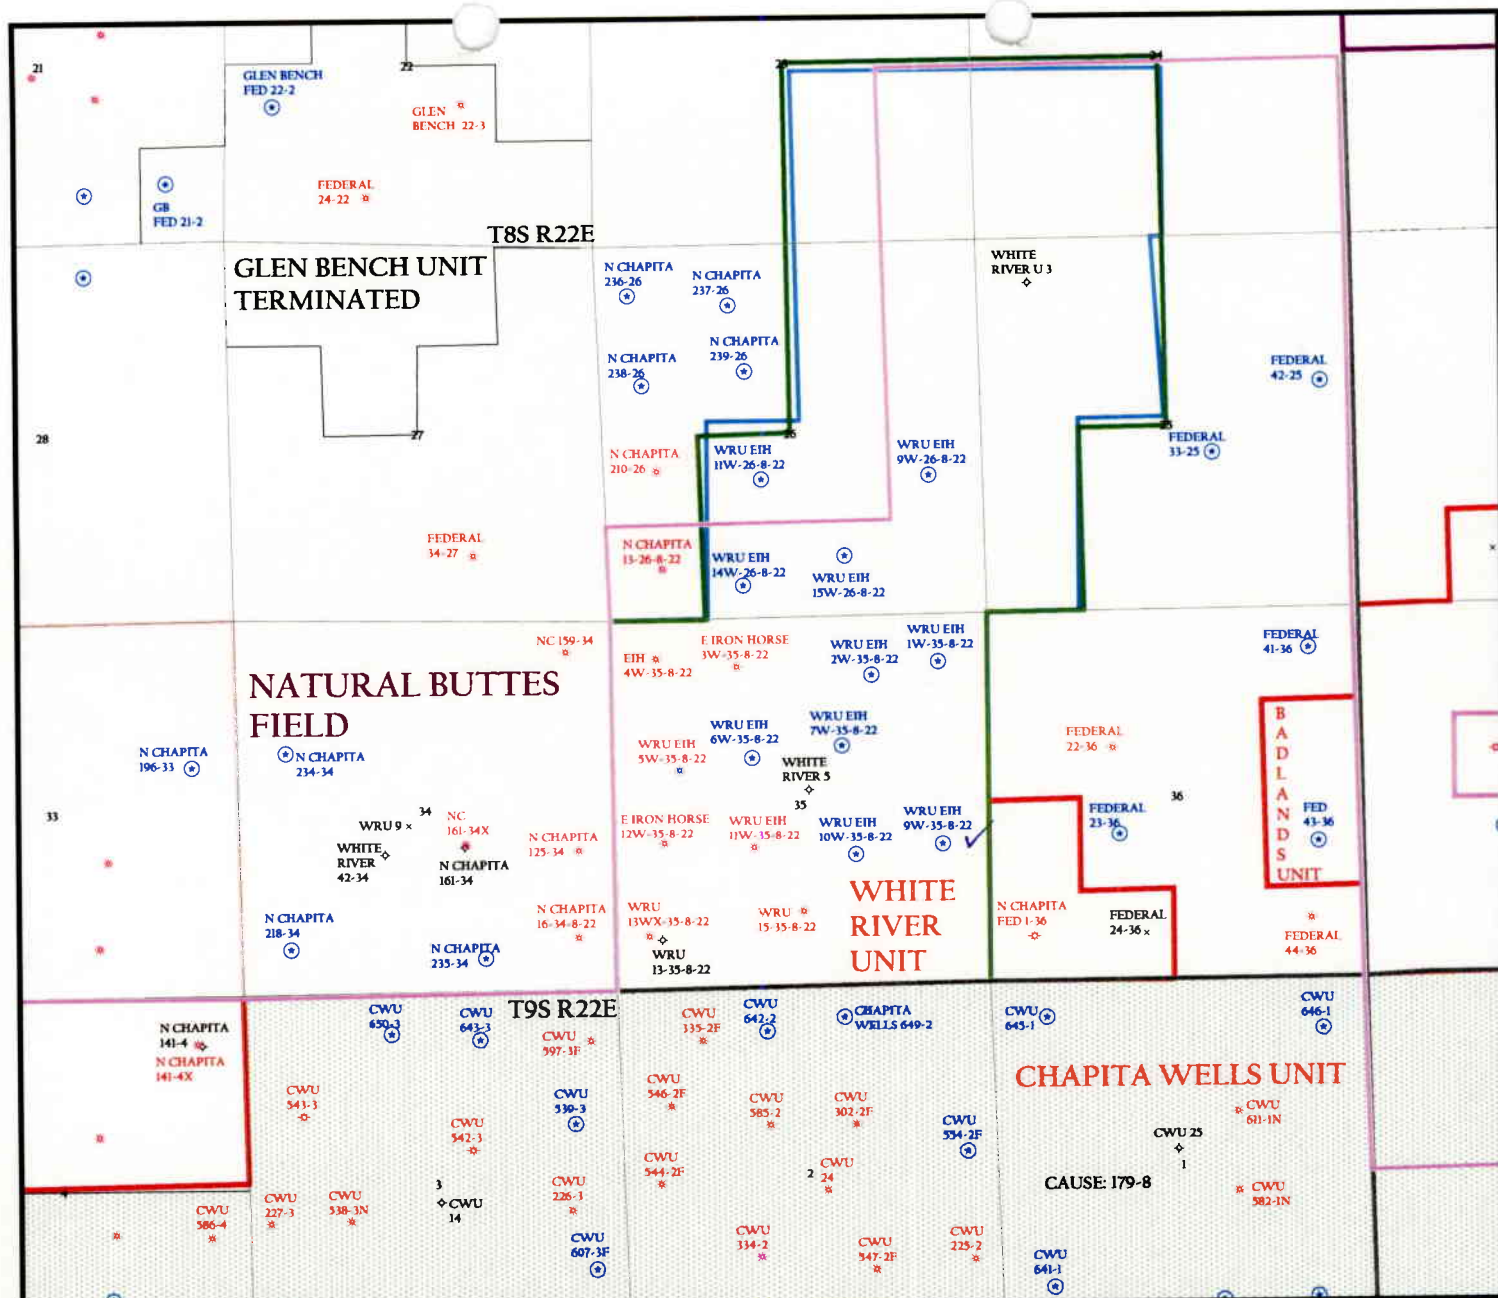 21
22
23
24
GLEN BENCH
FED 22-2
GLEN
BENCH 22-3
FEDERAL
24-22
GB
FED 21-2
T8S R22E
GLEN BENCH UNIT
TERMINATED
N CHAPITA
236-26
N CHAPITA
237-26
N CHAPITA
238-26
N CHAPITA
239-26
WHITE
RIVER U 3
FEDERAL
42-25
28
27
26
25
N CHAPITA
210-26
WRU EIH
11W-26-8-22
WRU EIH
9W-26-8-22
FEDERAL
33-25
FEDERAL
34-27
N CHAPITA
13-26-8-22
WRU EIH
14W-26-8-22
WRU EIH
15W-26-8-22
NC 159-34
EIH
4W-35-8-22
E IRON HORSE
3W-35-8-22
WRU EIH
2W-35-8-22
WRU EIH
1W-35-8-22
FEDERAL
41-36
NATURAL BUTTES
FIELD
N CHAPITA
196-33
N CHAPITA
234-34
WRU EIH
5W-35-8-22
WRU EIH
6W-35-8-22
WRU EIH
7W-35-8-22
WHITE
RIVER 5
35
FEDERAL
22-36
36
BADLANDS
UNIT
33
34
WRU 9
WHITE
RIVER
42-34
NC
161-34X
N CHAPITA
161-34
N CHAPITA
125-34
E IRON HORSE
12W-35-8-22
WRU EIH
11W-35-8-22
WRU EIH
10W-35-8-22
WRU EIH
9W-35-8-22
FEDERAL
23-36
FED
43-36
N CHAPITA
218-34
N CHAPITA
235-34
N CHAPITA
16-34-8-22
WRU
13WX-35-8-22
WRU
13-35-8-22
WRU
15-35-8-22
WHITE
RIVER
UNIT
N CHAPITA
FED 1-36
FEDERAL
24-36
FEDERAL
44-36
T9S R22E
N CHAPITA
141-4
N CHAPITA
141-4X
CWU
650-3
CWU
643-3
CWU
597-3F
CWU
335-2F
CWU
642-2
CHAPITA
WELLS 649-2
CWU
645-1
CWU
646-1
CHAPITA WELLS UNIT
CWU
543-3
CWU
542-3
CWU
539-3
CWU
546-2F
CWU
585-2
CWU
302-2F
CWU
554-2F
CWU
611-1N
CWU 25
1
CAUSE: 179-8
CWU
544-2F
2
CWU
24
CWU
582-1N
4
CWU
586-4
CWU
227-3
CWU
538-3N
3
CWU
14
CWU
226-3
CWU
607-3F
CWU
334-2
CWU
547-2F
CWU
225-2
CWU
641-1